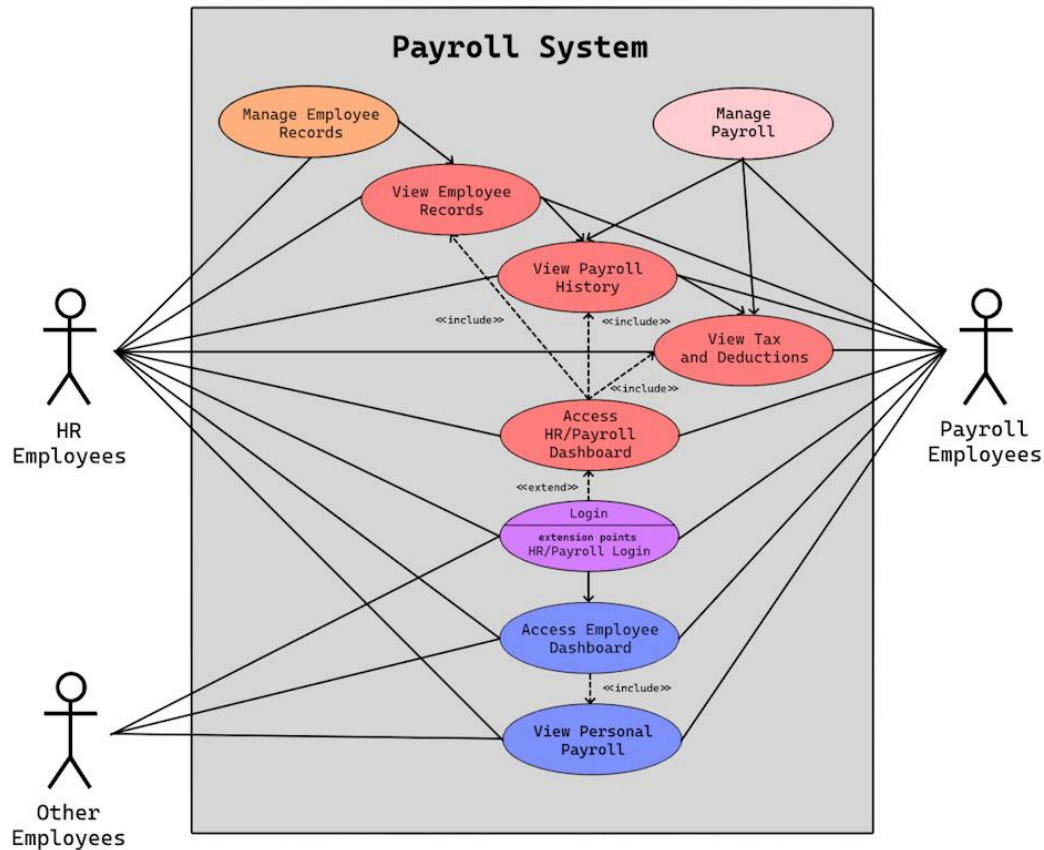 Payroll System
Manage Employee
Records
Manage
Payroll
View Employee
Records
View Payroll
History
<<include>>
<<include>>
View Tax
and Deductions
<<include>>
Access
HR/Payroll
Dashboard
HR
Employees
Payroll
Employees
<<extend>>
Login
extension points
HR/Payroll Login
Access Employee
Dashboard
<<include>>
View Personal
Payroll
Other
Employees